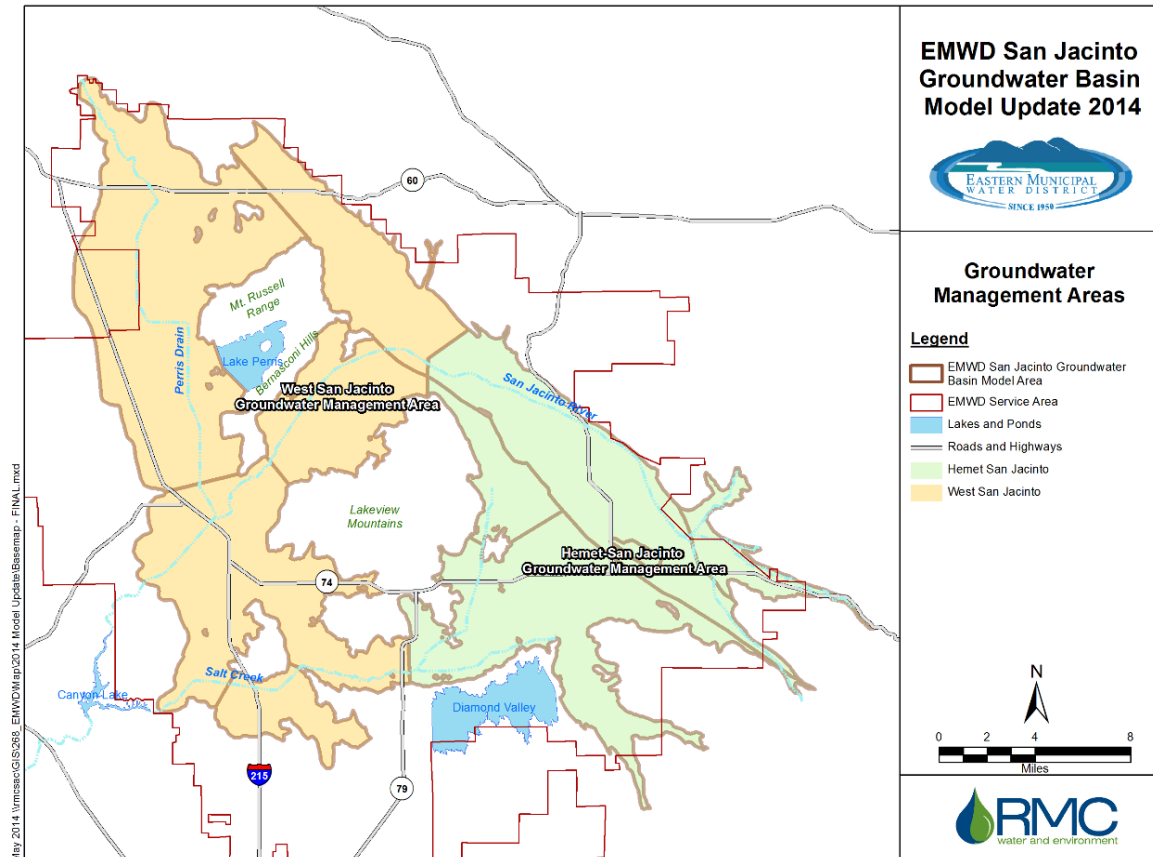 EMWD San Jacinto
Groundwater Basin
Model Update 2014
EASTERN MUNICIPAL
WATER DISTRICT
SINCE 1950
Groundwater
Management Areas
Legend
EMWD San Jacinto Groundwater
Basin Model Area
EMWD Service Area
Lakes and Ponds
Roads and Highways
Hemet San Jacinto
West San Jacinto
N
0 2 4 8
Miles
RMC
water and environment
60
Mt. Russell
Range
Perris Drain
Lake Perris
Bernasconi Hills
West San Jacinto
Groundwater Management Area
San Jacinto River
Lakeview
Mountains
Hemet-San Jacinto
Groundwater Management Area
74
Salt Creek
Canyon Lake
Diamond Valley
215
79
May 2014 \\rmcsac\GIS\0268_EMWD\Map\2014 Model Update\Basemap - FINAL.mxd